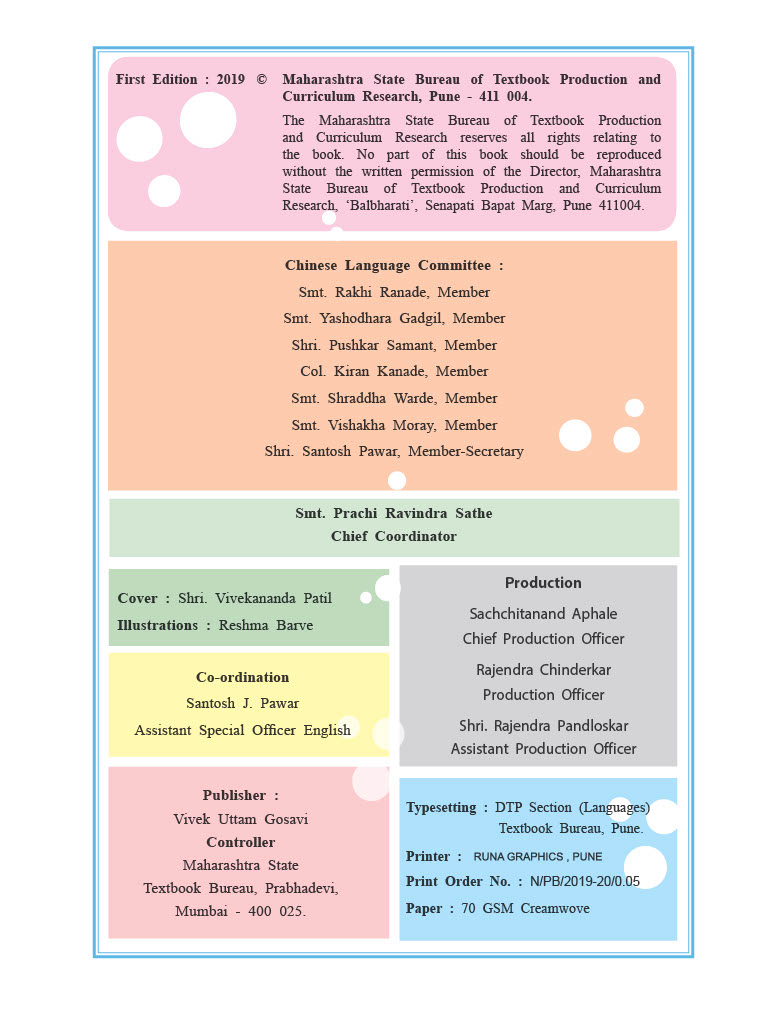 First Edition : 2019 © Maharashtra State Bureau of Textbook Production and
Curriculum Research, Pune - 411 004.
The Maharashtra State Bureau of Textbook Production
and Curriculum Research reserves all rights relating to
the book. No part of this book should be reproduced
without the written permission of the Director, Maharashtra
State Bureau of Textbook Production and Curriculum
Research, ‘Balbharati’, Senapati Bapat Marg, Pune 411004.
Chinese Language Committee :
Smt. Rakhi Ranade, Member
Smt. Yashodhara Gadgil, Member
Shri. Pushkar Samant, Member
Col. Kiran Kanade, Member
Smt. Shraddha Warde, Member
Smt. Vishakha Moray, Member
Shri. Santosh Pawar, Member-Secretary
Smt. Prachi Ravindra Sathe
Chief Coordinator
Cover : Shri. Vivekananda Patil
Illustrations : Reshma Barve
Co-ordination
Santosh J. Pawar
Assistant Special Officer English
Publisher :
Vivek Uttam Gosavi
Controller
Maharashtra State
Textbook Bureau, Prabhadevi,
Mumbai - 400 025.
Production
Sachchitanand Aphale
Chief Production Officer
Rajendra Chinderkar
Production Officer
Shri. Rajendra Pandloskar
Assistant Production Officer
Typesetting : DTP Section (Languages)
Textbook Bureau, Pune.
Printer : RUNA GRAPHICS , PUNE
Print Order No. : N/PB/2019-20/0.05
Paper : 70 GSM Creamwove